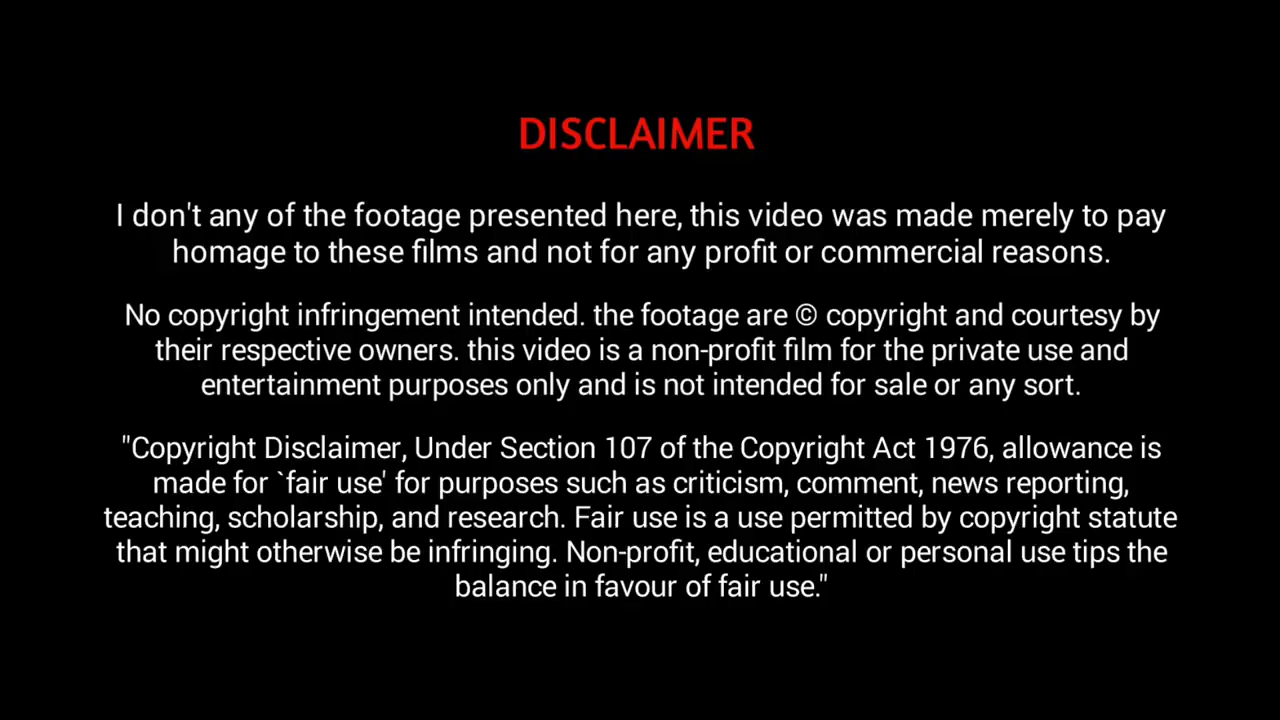 DISCLAIMER
I don't any of the footage presented here, this video was made merely to pay
homage to these films and not for any profit or commercial reasons.
No copyright infringement intended. the footage are © copyright and courtesy by
their respective owners. this video is a non-profit film for the private use and
entertainment purposes only and is not intended for sale or any sort.
"Copyright Disclaimer, Under Section 107 of the Copyright Act 1976, allowance is
made for `fair use' for purposes such as criticism, comment, news reporting,
teaching, scholarship, and research. Fair use is a use permitted by copyright statute
that might otherwise be infringing. Non-profit, educational or personal use tips the
balance in favour of fair use."